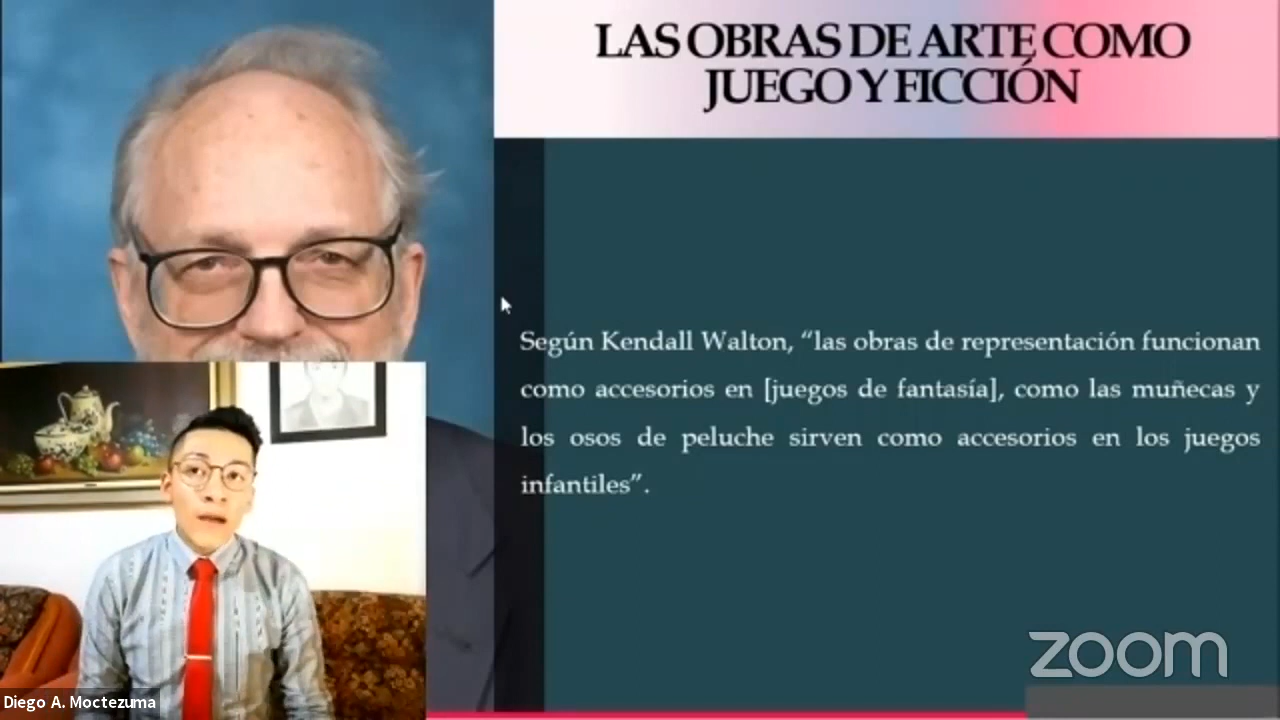 LAS OBRAS DE ARTE COMO
JUEGO Y FICCIÓN
Según Kendall Walton, “las obras de representación funcionan
como accesorios en [juegos de fantasía], como las muñecas y
los osos de peluche sirven como accesorios en los juegos
infantiles”.
zoom
Diego A. Moctezuma